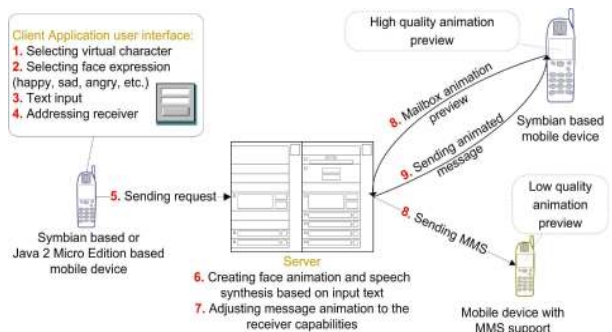 Client Application user interface:
1. Selecting virtual character
2. Selecting face expression
(happy, sad, angry, etc.)
3. Text input
4. Addressing receiver
Symbian based or
Java 2 Micro Edition based
mobile device
5. Sending request
Server
6. Creating face animation and speech
synthesis based on input text
7. Adjusting message animation to the
receiver capabilities
High quality animation
preview
Symbian based
mobile device
8. Mailbox animation
preview
9. Sending animated
message
8. Sending MMS
Low quality
animation
preview
Mobile device with
MMS support